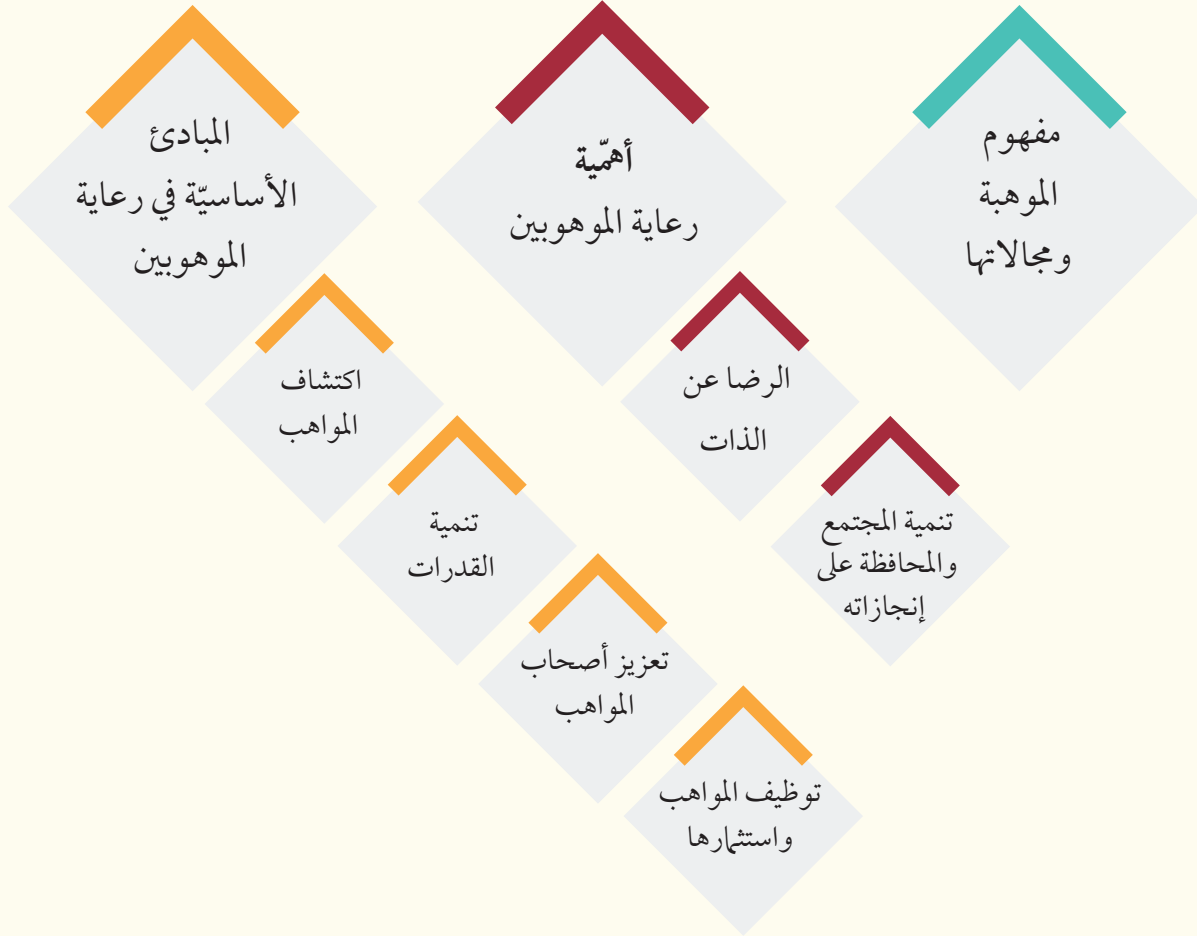 مفهوم
الموهبة
ومجالاتها
أهمّية
رعاية الموهوبين
الرضا عن
الذات
تنمية المجتمع
والمحافظة على
إنجازاته
المبادئ
الأساسيّة في رعاية
الموهوبين
اكتشاف
المواهب
تنمية
القدرات
تعزيز أصحاب
المواهب
توظيف المواهب
واستثمارها